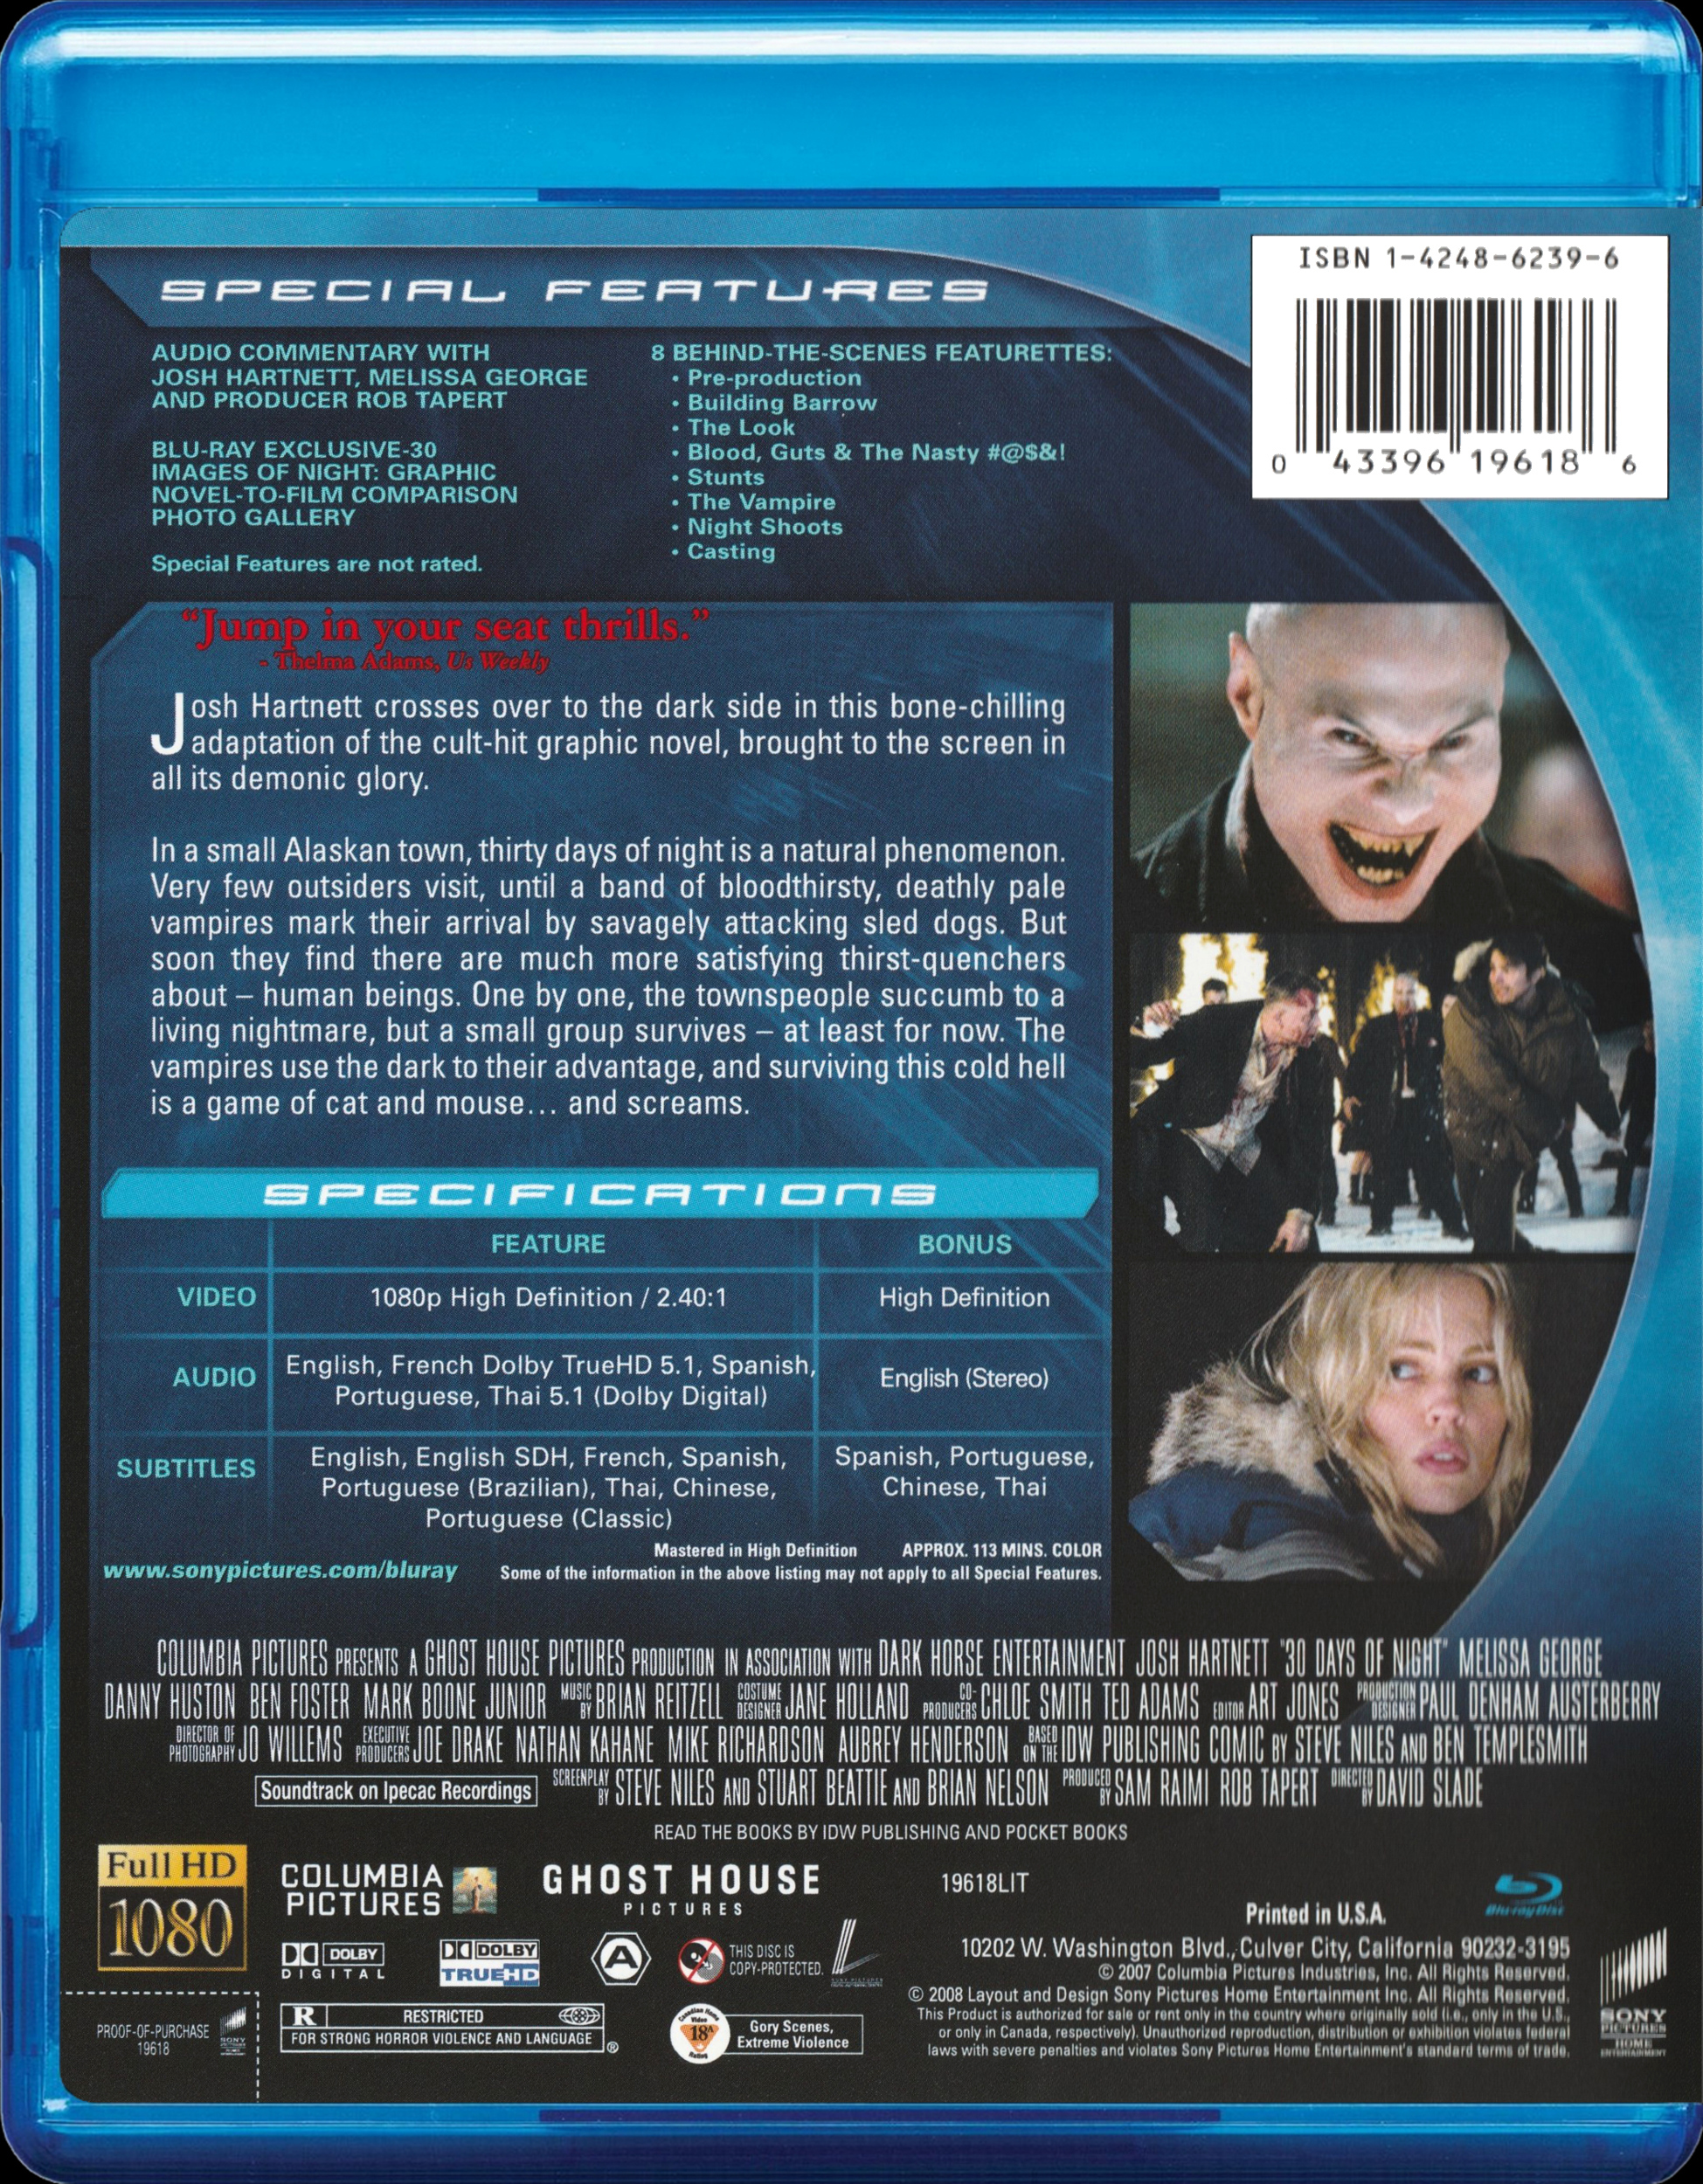 ISBN 1-4248-6239-6
0 43396 19618 6
SPECIAL FEATURES
AUDIO COMMENTARY WITH
JOSH HARTNETT, MELISSA GEORGE
AND PRODUCER ROB TAPERT
BLU-RAY EXCLUSIVE-30
IMAGES OF NIGHT: GRAPHIC
NOVEL-TO-FILM COMPARISON
PHOTO GALLERY
Special Features are not rated.
8 BEHIND-THE-SCENES FEATURETTES:
• Pre-production
• Building Barrow
• The Look
• Blood, Guts & The Nasty #@$&!
• Stunts
• The Vampire
• Night Shoots
• Casting
"Jump in your seat thrills."
- Thelma Adams, Us Weekly
Josh Hartnett crosses over to the dark side in this bone-chilling
adaptation of the cult-hit graphic novel, brought to the screen in
all its demonic glory.
In a small Alaskan town, thirty days of night is a natural phenomenon.
Very few outsiders visit, until a band of bloodthirsty, deathly pale
vampires mark their arrival by savagely attacking sled dogs. But
soon they find there are much more satisfying thirst-quenchers
about – human beings. One by one, the townspeople succumb to a
living nightmare, but a small group survives – at least for now. The
vampires use the dark to their advantage, and surviving this cold hell
is a game of cat and mouse... and screams.
SPECIFICATIONS
FEATURE BONUS
VIDEO 1080p High Definition / 2.40:1 High Definition
AUDIO English, French Dolby TrueHD 5.1, Spanish,
Portuguese, Thai 5.1 (Dolby Digital) English (Stereo)
SUBTITLES English, English SDH, French, Spanish,
Portuguese (Brazilian), Thai, Chinese,
Portuguese (Classic)
Spanish, Portuguese,
Chinese, Thai
Mastered in High Definition APPROX. 113 MINS. COLOR
www.sonypictures.com/bluray Some of the information in the above listing may not apply to all Special Features.
COLUMBIA PICTURES PRESENTS A GHOST HOUSE PICTURES PRODUCTION IN ASSOCIATION WITH DARK HORSE ENTERTAINMENT JOSH HARTNETT "30 DAYS OF NIGHT" MELISSA GEORGE
DANNY HUSTON BEN FOSTER MARK BOONE JUNIOR MUSIC BY BRIAN REITZELL COSTUME DESIGNER JANE HOLLAND CO-PRODUCERS CHLOE SMITH TED ADAMS EDITOR ART JONES PRODUCTION DESIGNER PAUL DENHAM AUSTERBERRY
DIRECTOR OF PHOTOGRAPHY JO WILLEMS EXECUTIVE PRODUCERS JOE DRAKE NATHAN KAHANE MIKE RICHARDSON AUBREY HENDERSON BASED ON THE IDW PUBLISHING COMIC BY STEVE NILES AND BEN TEMPLESMITH
Soundtrack on Ipecac Recordings SCREENPLAY BY STEVE NILES AND STUART BEATTIE AND BRIAN NELSON PRODUCED BY SAM RAIMI ROB TAPERT DIRECTED BY DAVID SLADE
READ THE BOOKS BY IDW PUBLISHING AND POCKET BOOKS
Full HD
1080
COLUMBIA
PICTURES
GHOST HOUSE
PICTURES
19618LIT
Blu-ray Disc
Printed in U.S.A.
DOLBY
DIGITAL
DOLBY
TRUEHD
A
THIS DISC IS
COPY-PROTECTED.
10202 W. Washington Blvd., Culver City, California 90232-3195
© 2007 Columbia Pictures Industries, Inc. All Rights Reserved.
© 2008 Layout and Design Sony Pictures Home Entertainment Inc. All Rights Reserved.
This Product is authorized for sale or rent only in the country where originally sold (i.e., only in the U.S.,
or only in Canada, respectively). Unauthorized reproduction, distribution or exhibition violates federal
laws with severe penalties and violates Sony Pictures Home Entertainment's standard terms of trade.
SONY
PICTURES
HOME
ENTERTAINMENT
PROOF-OF-PURCHASE
19618
R RESTRICTED
FOR STRONG HORROR VIOLENCE AND LANGUAGE ®
Canadian Home
Video
18A
Rating
Gory Scenes,
Extreme Violence